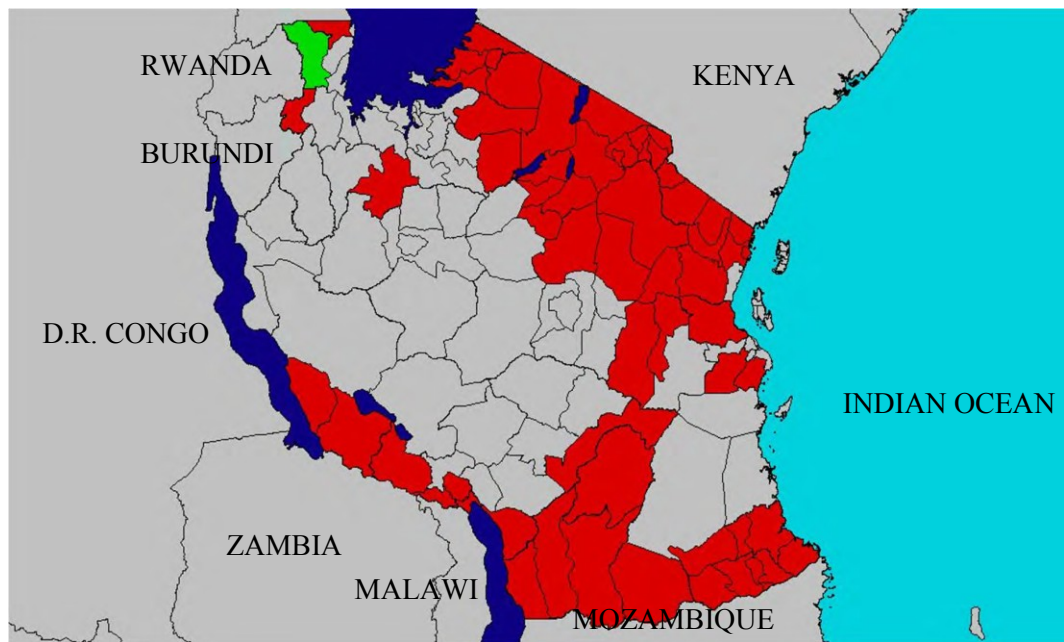 RWANDA
KENYA
BURUNDI
D.R. CONGO
INDIAN OCEAN
ZAMBIA
MALAWI
MOZAMBIQUE